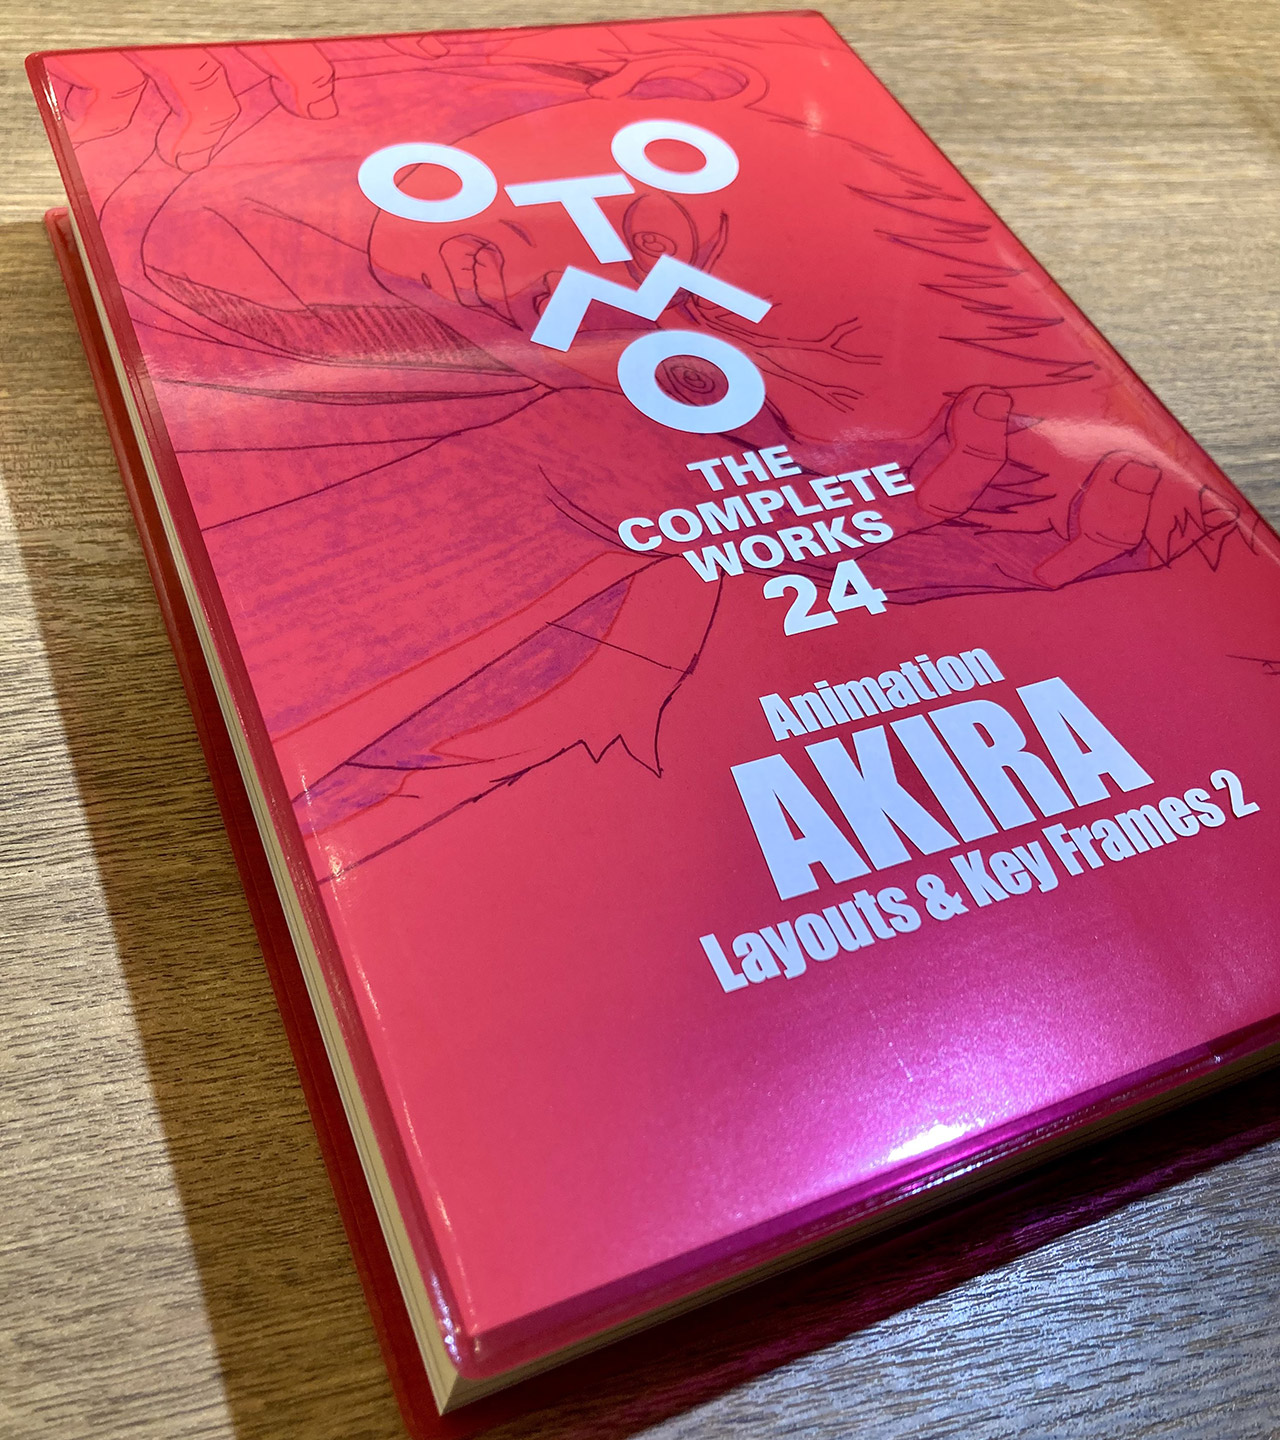 OTOMO
THE
COMPLETE
WORKS
24
Animation
AKIRA
Layouts & Key Frames 2